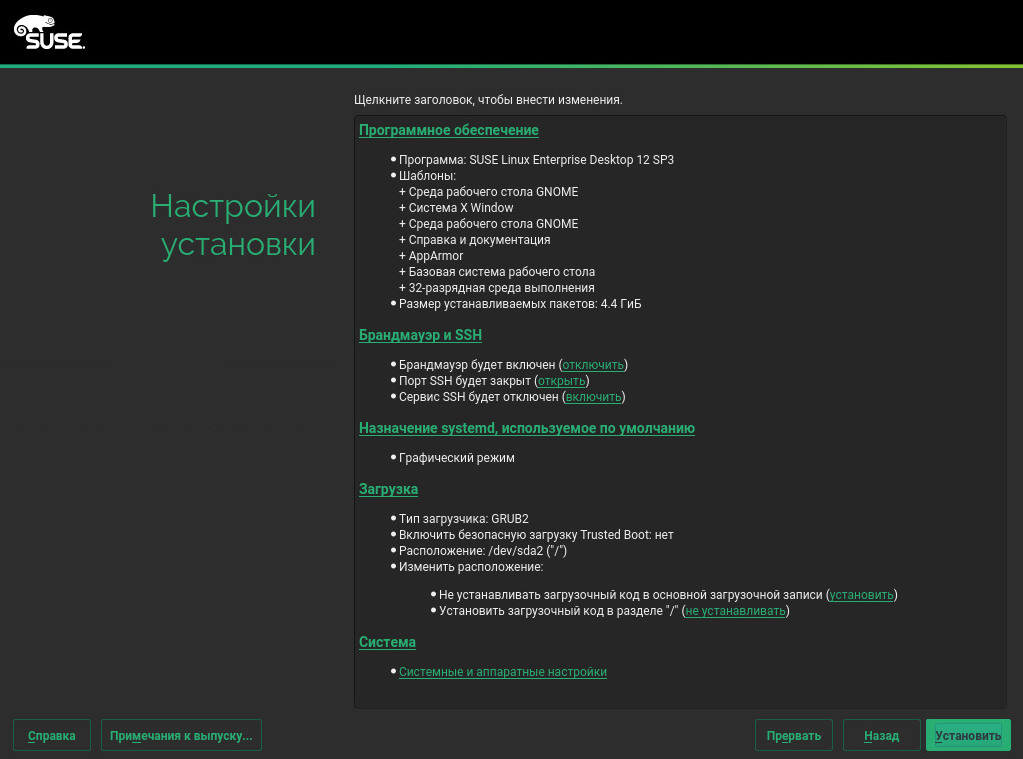 SUSE.
Щелкните заголовок, чтобы внести изменения.
Настройки
установки
Программное обеспечение
Программа: SUSE Linux Enterprise Desktop 12 SP3
Шаблоны:
+ Среда рабочего стола GNOME
+ Система X Window
+ Среда рабочего стола GNOME
+ Справка и документация
+ AppArmor
+ Базовая система рабочего стола
+ 32-разрядная среда выполнения
Размер устанавливаемых пакетов: 4.4 ГиБ
Брандмауэр и SSH
Брандмауэр будет включен (отключить)
Порт SSH будет закрыт (открыть)
Сервис SSH будет отключен (включить)
Назначение systemd, используемое по умолчанию
Графический режим
Загрузка
Тип загрузчика: GRUB2
Включить безопасную загрузку Trusted Boot: нет
Расположение: /dev/sda2 ("/")
Изменить расположение:
Не устанавливать загрузочный код в основной загрузочной записи (установить)
Установить загрузочный код в разделе "/" (не устанавливать)
Система
Системные и аппаратные настройки
Справка
Примечания к выпуску...
Прервать
Назад
Установить